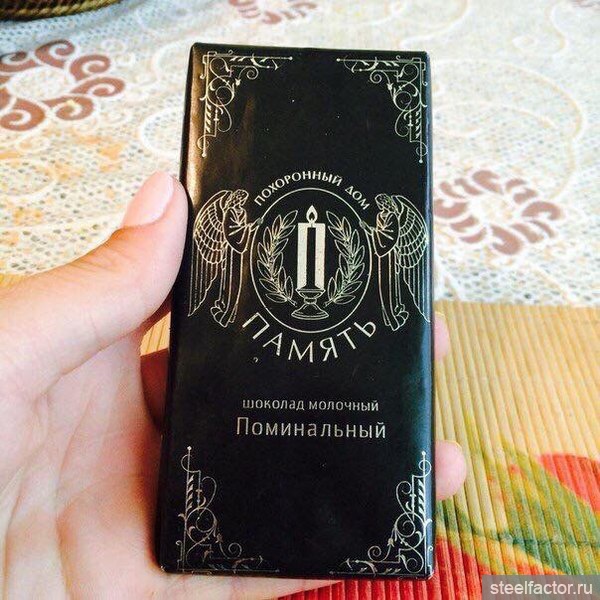 ПОХОРОННЫЙ ДОМ
ПАМЯТЬ
шоколад молочный
Поминальный
steelfactor.ru